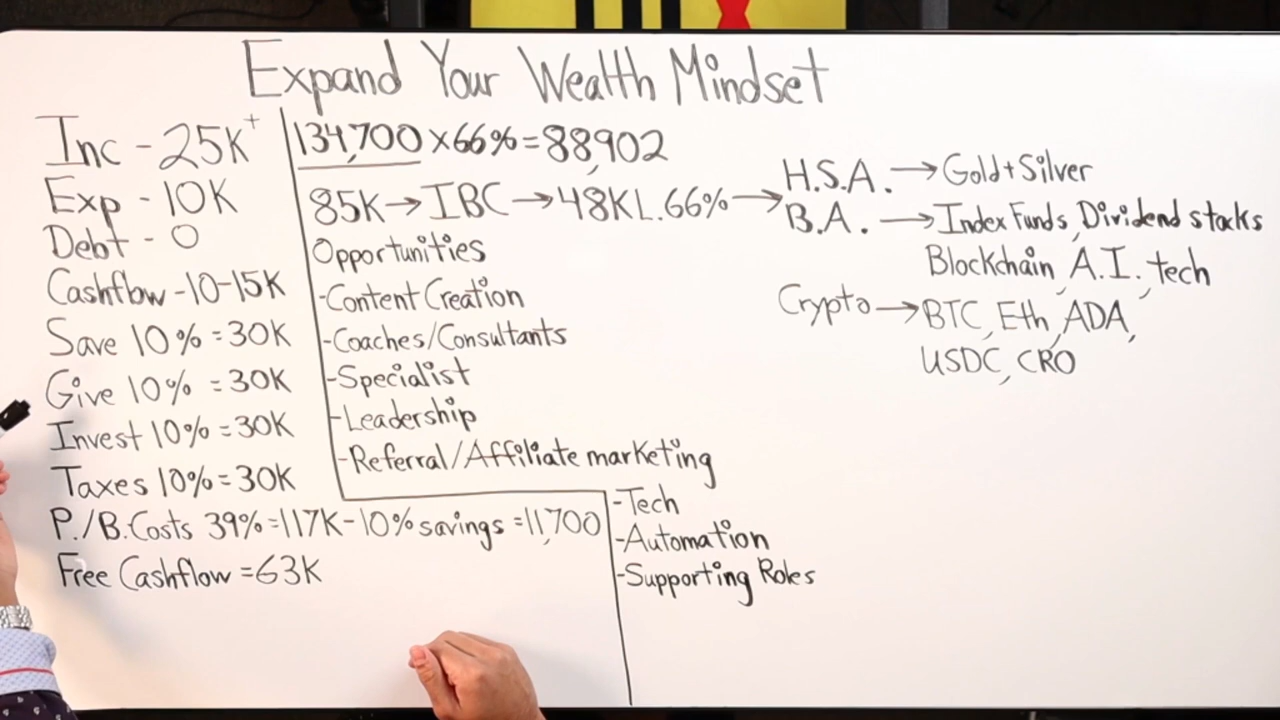 Expand Your Wealth Mindset
Inc - 25K+
Exp - 10K
Debt - 0
Cashflow - 10-15K
Save 10% = 30K
Give 10% = 30K
Invest 10% = 30K
Taxes 10% = 30K
P./B. Costs 39% = 117K - 10% savings = 11,700
Free Cashflow = 63K
134,700 x 66% = 88,902
85K → IBC → 48K L. 66% →
Opportunities
- Content Creation
- Coaches/Consultants
- Specialist
- Leadership
- Referral/Affiliate marketing
- Tech
- Automation
- Supporting Roles
H.S.A. → Gold + Silver
B.A. → Index Funds, Dividend stocks
Blockchain, A.I., tech
Crypto → BTC, Eth, ADA,
USDC, CRO